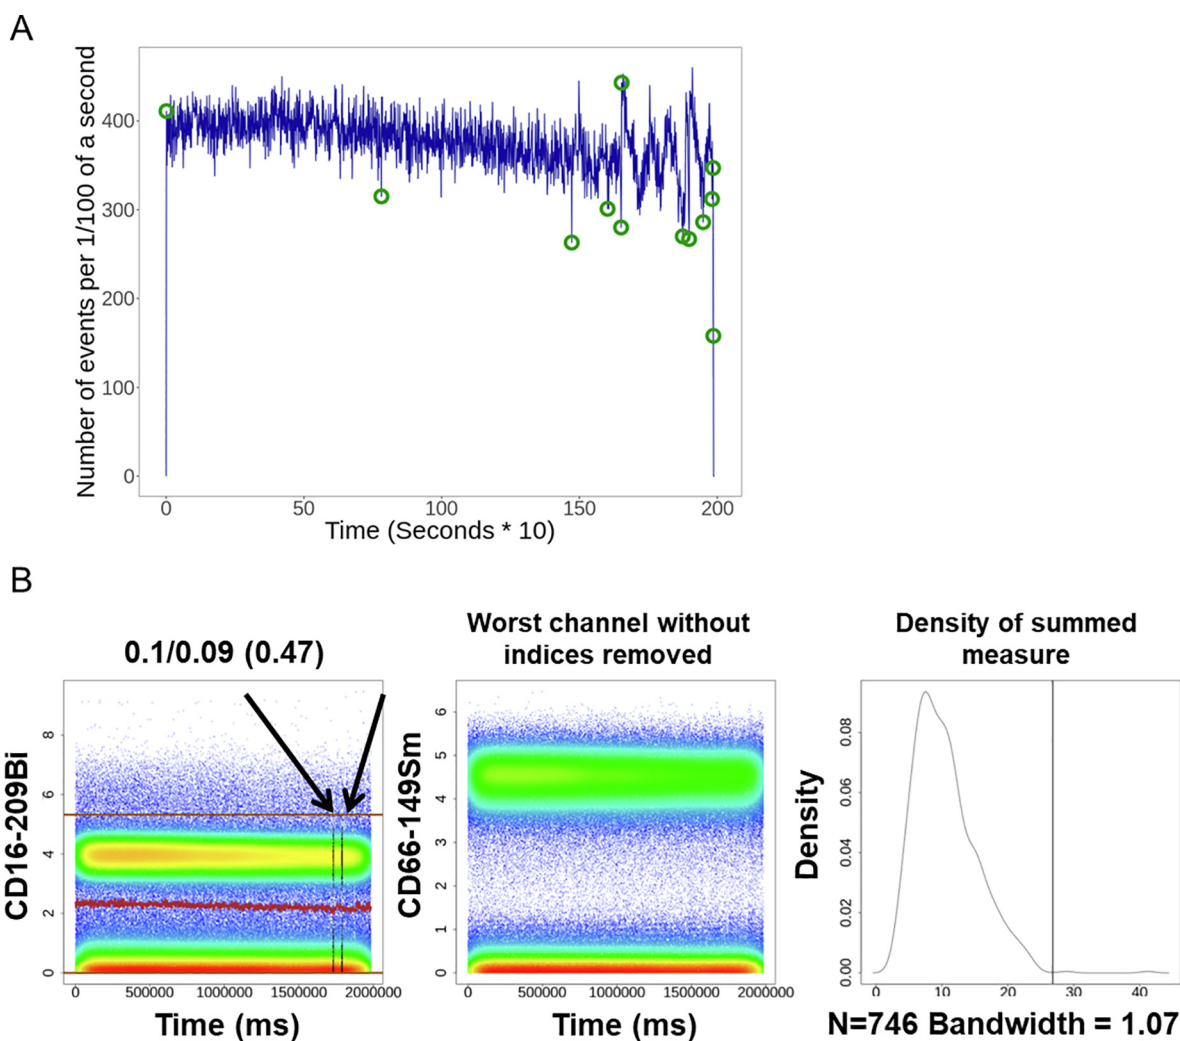 A
Number of events per 1/100 of a second
400
300
200
100
0
0 50 100 150 200
Time (Seconds * 10)
B
0.1/0.09 (0.47)
CD16-209Bi
8
6
4
2
0
0 500000 1000000 2000000
Time (ms)
Worst channel without
indices removed
CD66-149Sm
6
5
4
3
2
1
0
0 500000 1000000 2000000
Time (ms)
Density of summed
measure
Density
0.08
0.06
0.04
0.02
0.00
0 10 20 30 40
N=746 Bandwidth = 1.07